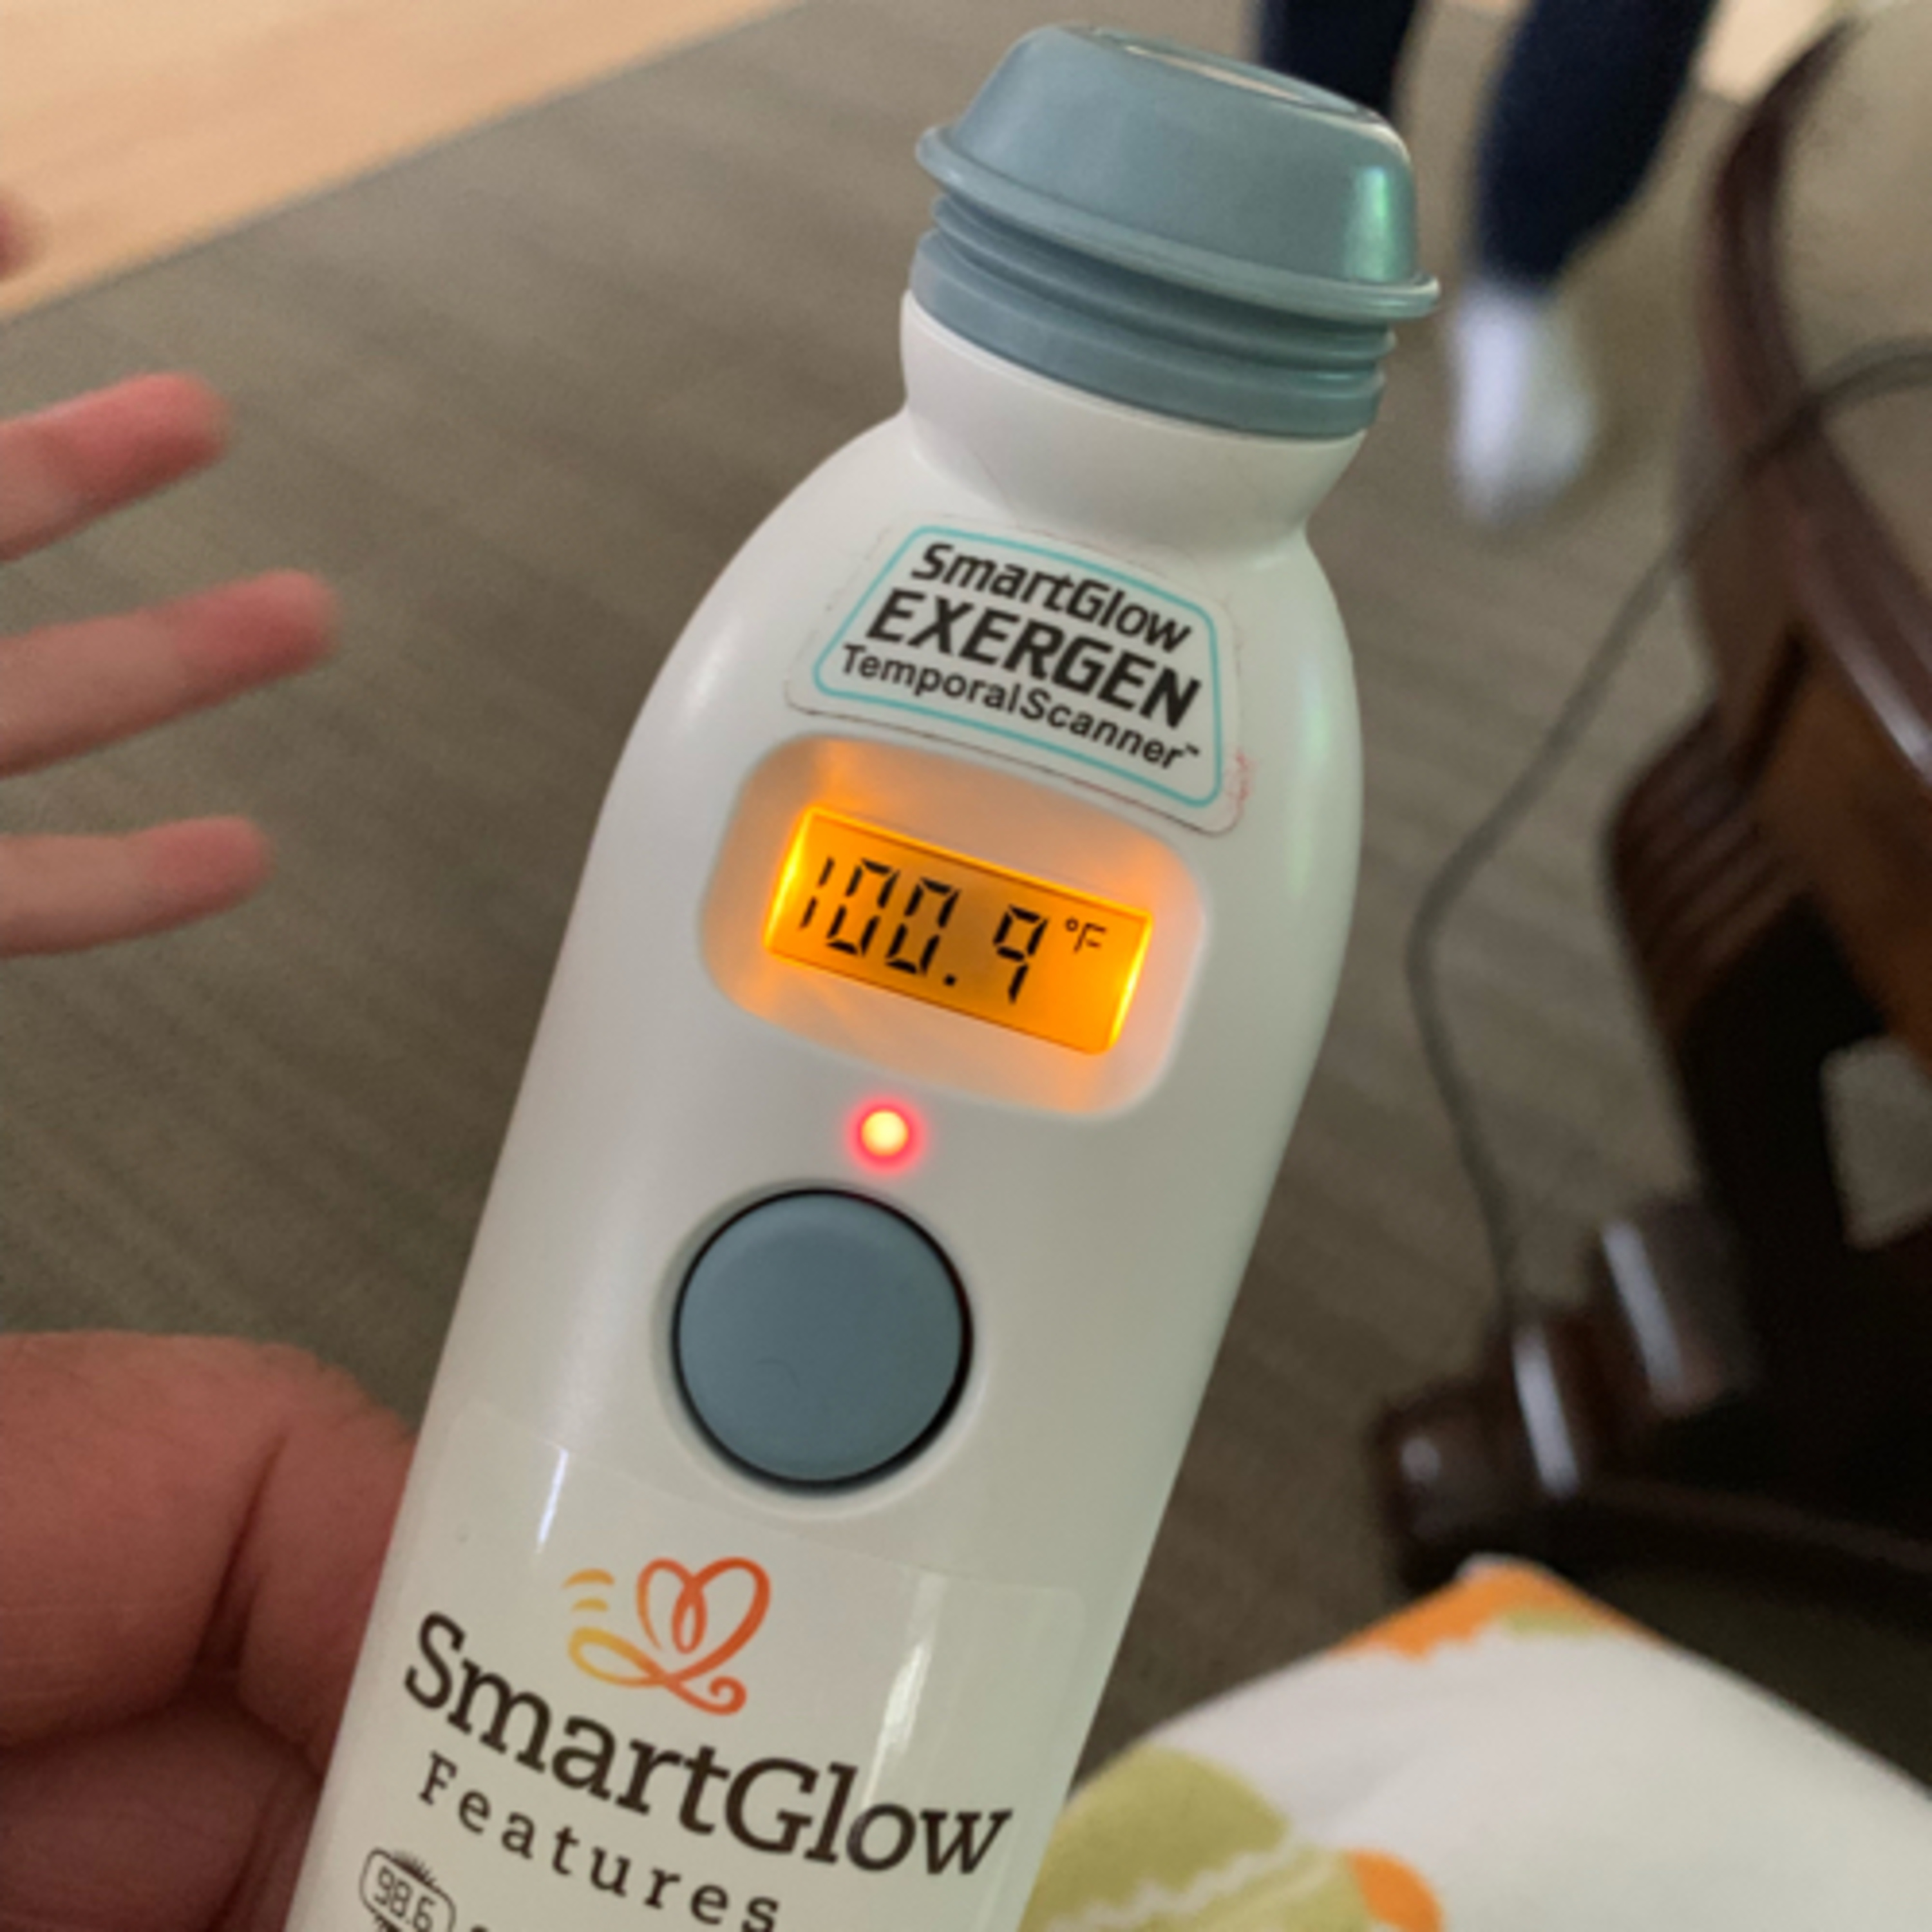 SmartGlow
EXERGEN
TemporalScanner™
100.9 °F
SmartGlow
Features
98.6